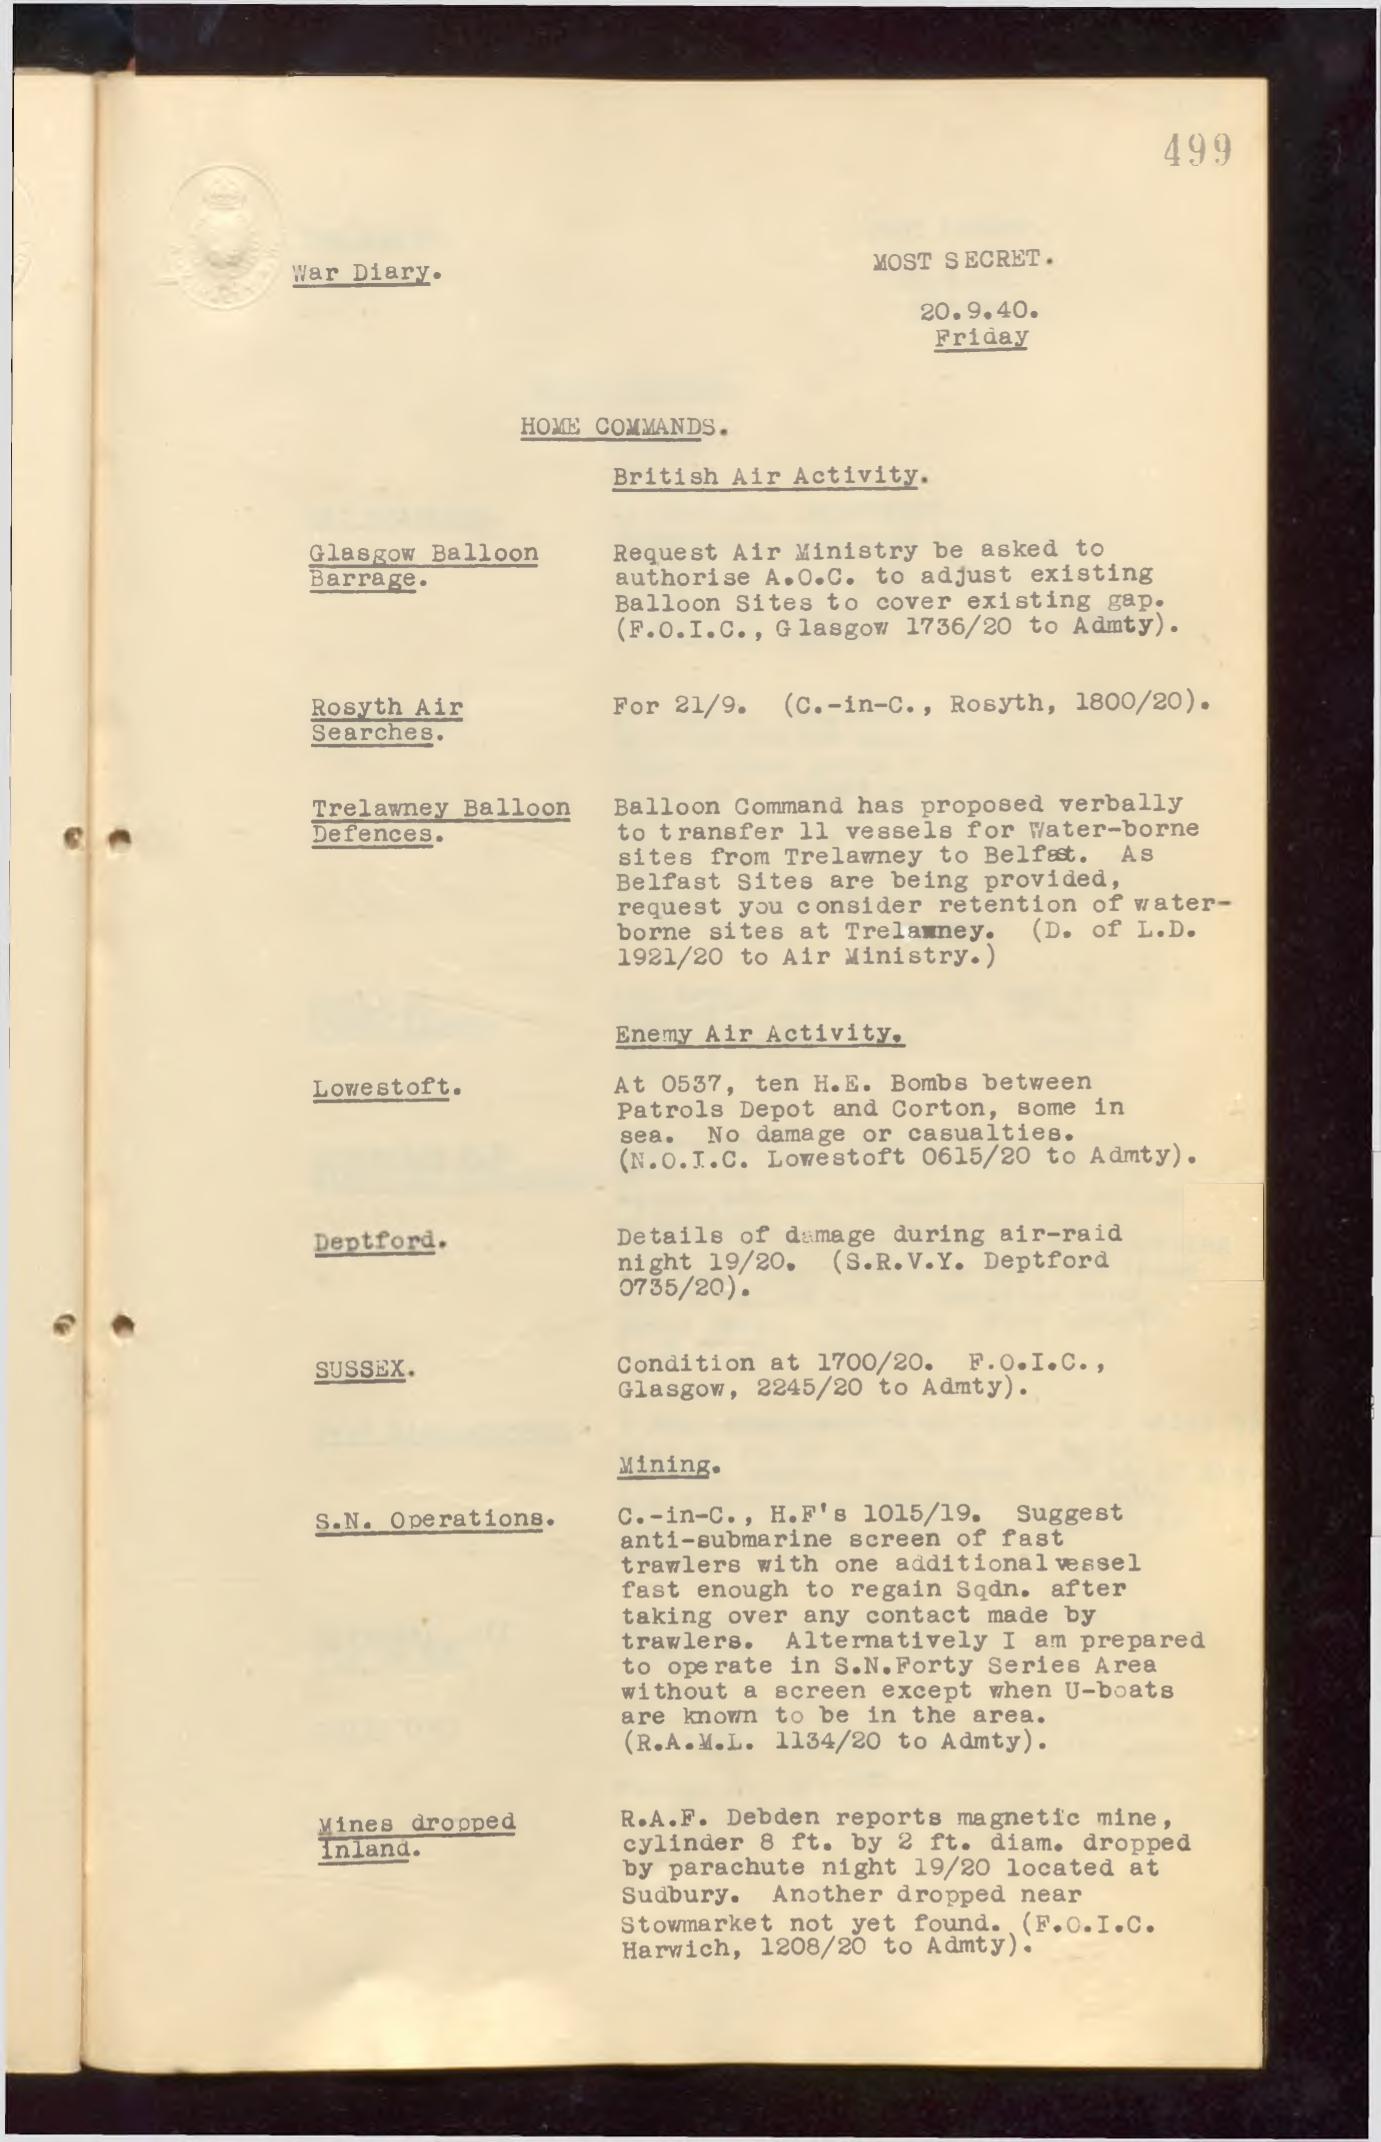 499
War Diary.
MOST SECRET.
20.9.40.
Friday
HOME COMMANDS.
British Air Activity.
Glasgow Balloon
Barrage.
Request Air Ministry be asked to
authorise A.O.C. to adjust existing
Balloon Sites to cover existing gap.
(F.O.I.C., Glasgow 1736/20 to Admty).
Rosyth Air
Searches.
For 21/9. (C.-in-C., Rosyth, 1800/20).
Trelawney Balloon
Defences.
Balloon Command has proposed verbally
to transfer 11 vessels for Water-borne
sites from Trelawney to Belfast. As
Belfast Sites are being provided,
request you consider retention of water-
borne sites at Trelawney. (D. of L.D.
1921/20 to Air Ministry.)
Enemy Air Activity.
Lowestoft.
At 0537, ten H.E. Bombs between
Patrols Depot and Corton, some in
sea. No damage or casualties.
(N.O.I.C. Lowestoft 0615/20 to Admty).
Deptford.
Details of damage during air-raid
night 19/20. (S.R.V.Y. Deptford
0735/20).
SUSSEX.
Condition at 1700/20. F.O.I.C.,
Glasgow, 2245/20 to Admty).
Mining.
S.N. Operations.
C.-in-C., H.F's 1015/19. Suggest
anti-submarine screen of fast
trawlers with one additional vessel
fast enough to regain Sqdn. after
taking over any contact made by
trawlers. Alternatively I am prepared
to operate in S.N.Forty Series Area
without a screen except when U-boats
are known to be in the area.
(R.A.M.L. 1134/20 to Admty).
Mines dropped
Inland.
R.A.F. Debden reports magnetic mine,
cylinder 8 ft. by 2 ft. diam. dropped
by parachute night 19/20 located at
Sudbury. Another dropped near
Stowmarket not yet found. (F.O.I.C.
Harwich, 1208/20 to Admty).